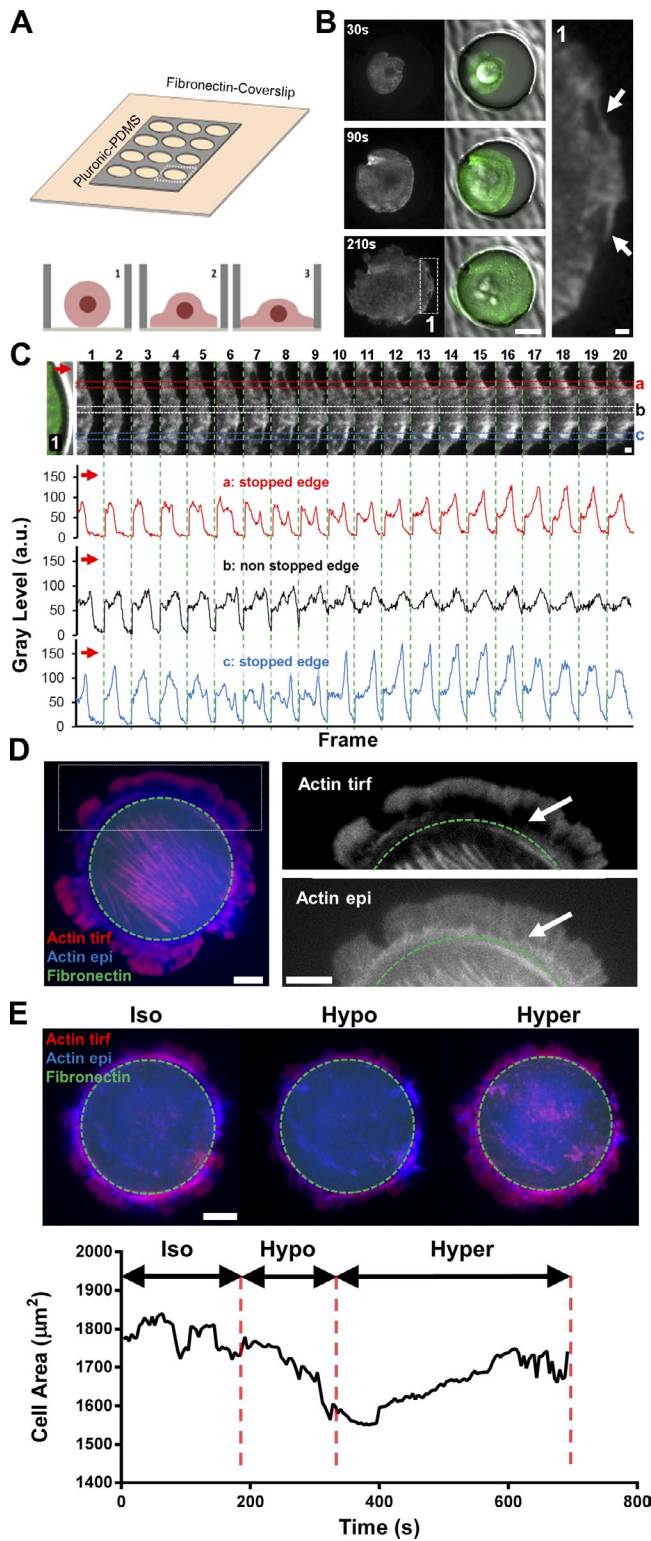 A
Fibronectin-Coverslip
Pluronic-PDMS
1 2 3
B
30s
90s
210s
1
1
C
1 2 3 4 5 6 7 8 9 10 11 12 13 14 15 16 17 18 19 20
a
b
c
1
Gray Level (a.u.)
150
100
50
0
a: stopped edge
150
100
50
0
b: non stopped edge
150
100
50
0
c: stopped edge
Frame
D
Actin tirf
Actin epi
Fibronectin
Actin tirf
Actin epi
E
Iso Hypo Hyper
Actin tirf
Actin epi
Fibronectin
Iso Hypo Hyper
Cell Area (μm²)
2000
1900
1800
1700
1600
1500
1400
0 200 400 600 800
Time (s)